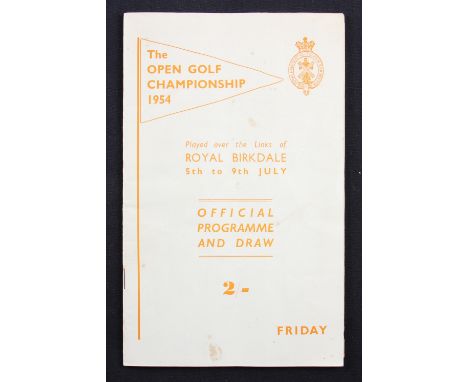 The
OPEN GOLF
CHAMPIONSHIP
1954
Played over the Links of
ROYAL BIRKDALE
5th to 9th JULY
OFFICIAL
PROGRAMME
AND DRAW
2/-
FRIDAY